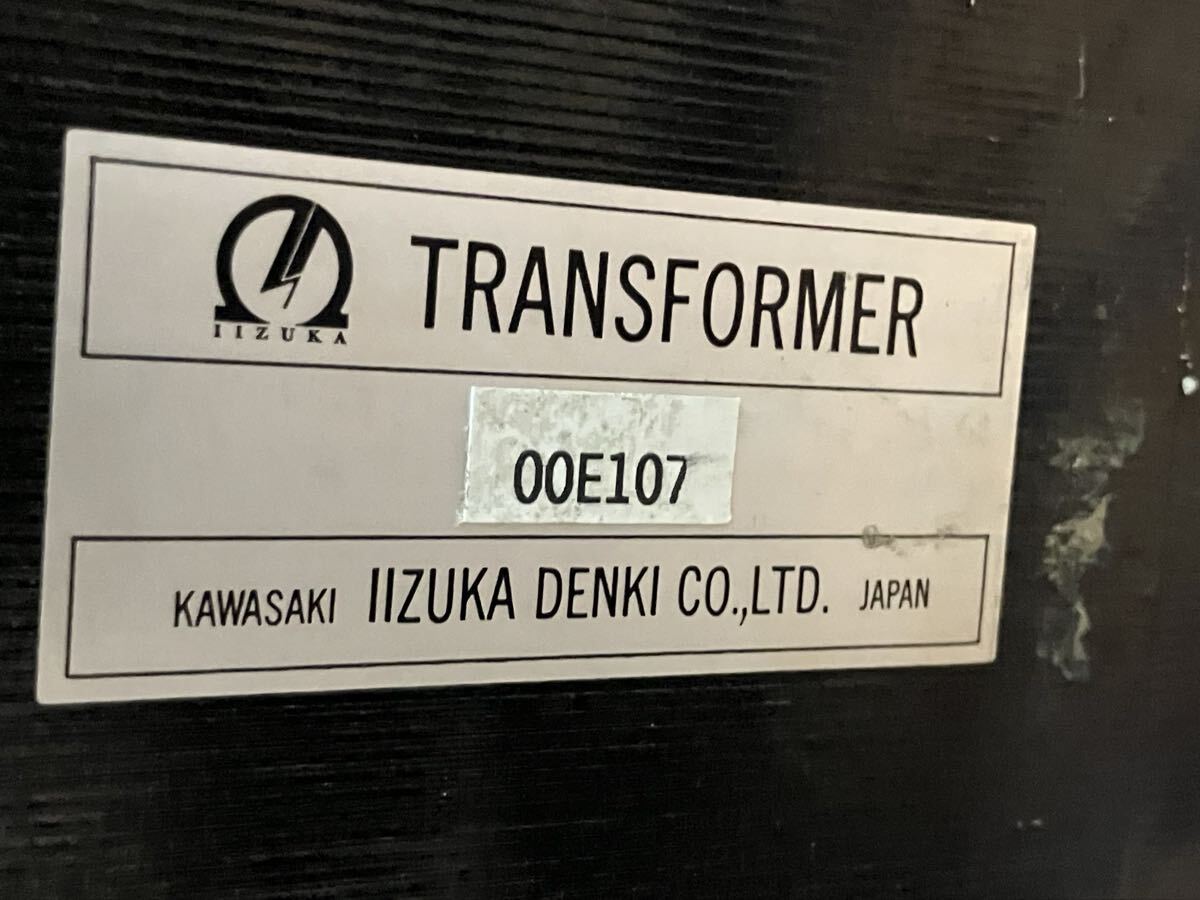 IIZUKA
TRANSFORMER
00E107
KAWASAKI IIZUKA DENKI CO.,LTD. JAPAN